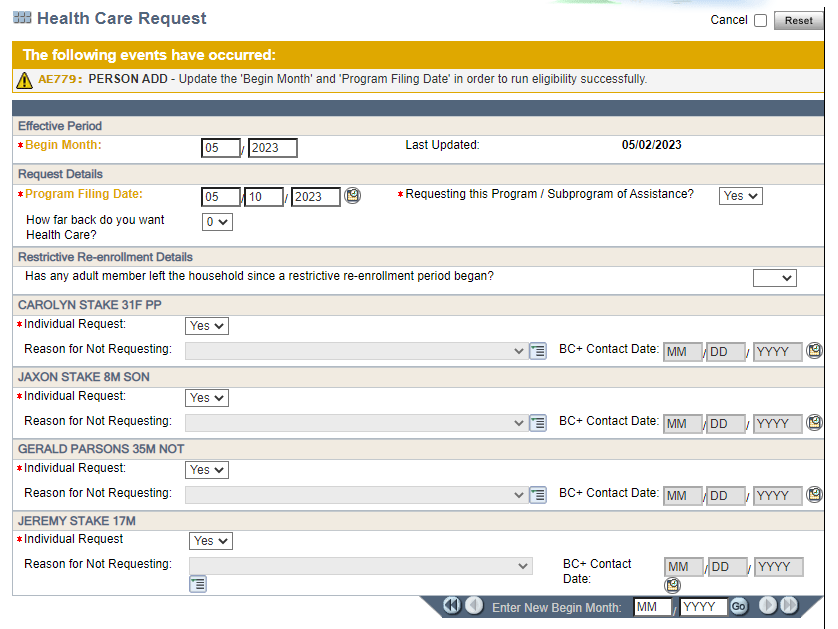 Health Care Request
Cancel Reset
The following events have occurred:
AE779: PERSON ADD - Update the 'Begin Month' and 'Program Filing Date' in order to run eligibility successfully.
Effective Period
*Begin Month: 05 / 2023 Last Updated: 05/02/2023
Request Details
*Program Filing Date: 05 / 10 / 2023 *Requesting this Program / Subprogram of Assistance? Yes
How far back do you want 0
Health Care?
Restrictive Re-enrollment Details
Has any adult member left the household since a restrictive re-enrollment period began?
CAROLYN STAKE 31F PP
*Individual Request: Yes
Reason for Not Requesting: BC+ Contact Date: MM / DD / YYYY
JAXON STAKE 8M SON
*Individual Request: Yes
Reason for Not Requesting: BC+ Contact Date: MM / DD / YYYY
GERALD PARSONS 35M NOT
*Individual Request: Yes
Reason for Not Requesting: BC+ Contact Date: MM / DD / YYYY
JEREMY STAKE 17M
*Individual Request Yes
Reason for Not Requesting: BC+ Contact MM / DD / YYYY
Date:
Enter New Begin Month: MM / YYYY Go